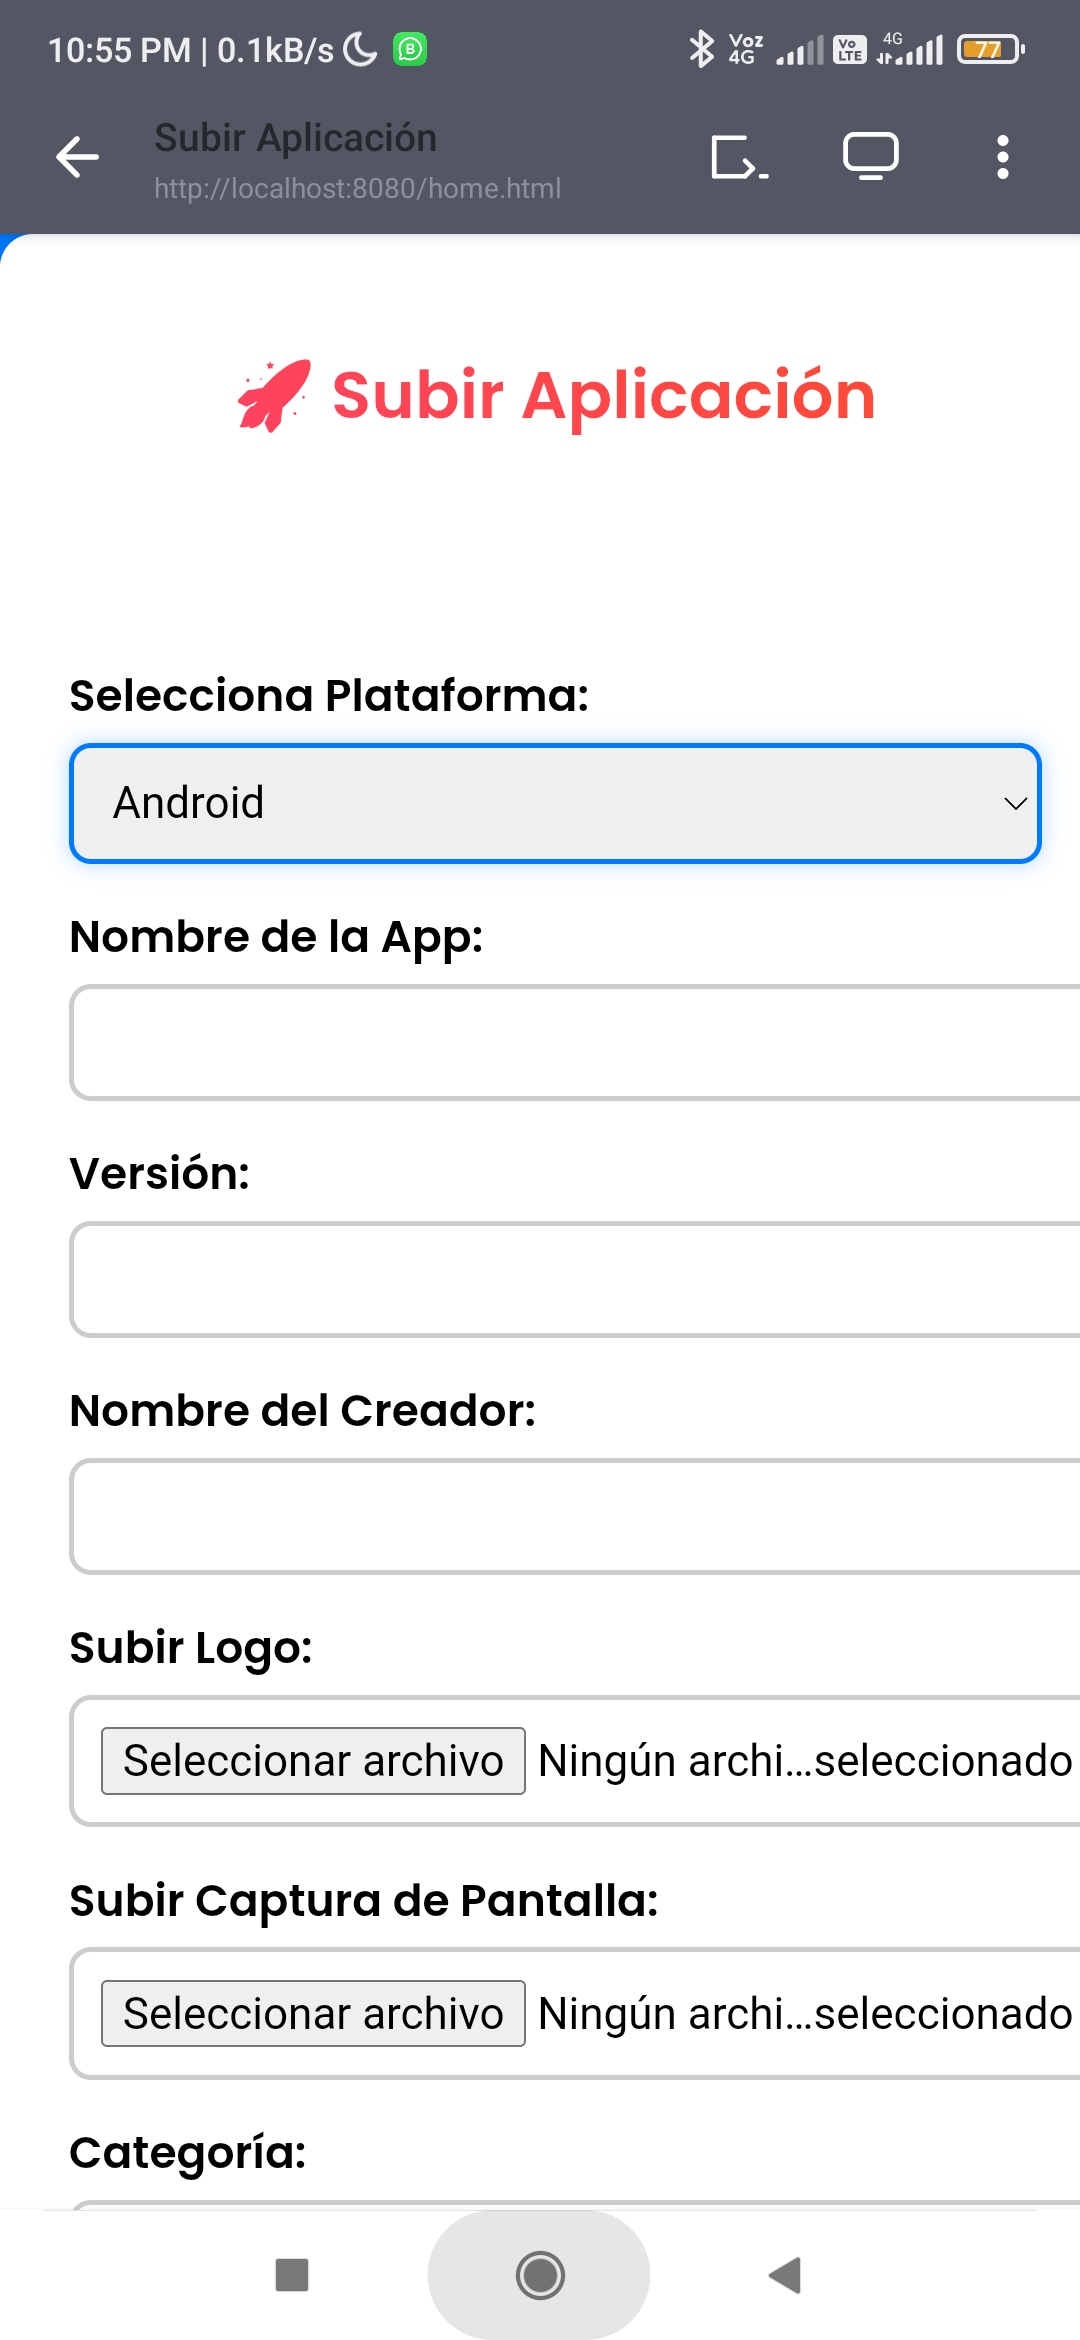 10:55 PM | 0.1kB/s
Voz 4G
Vo LTE
4G
77
Subir Aplicación
http://localhost:8080/home.html
Subir Aplicación
Selecciona Plataforma:
Android
Nombre de la App:
Versión:
Nombre del Creador:
Subir Logo:
Seleccionar archivo Ningún archi...seleccionado
Subir Captura de Pantalla:
Seleccionar archivo Ningún archi...seleccionado
Categoría: